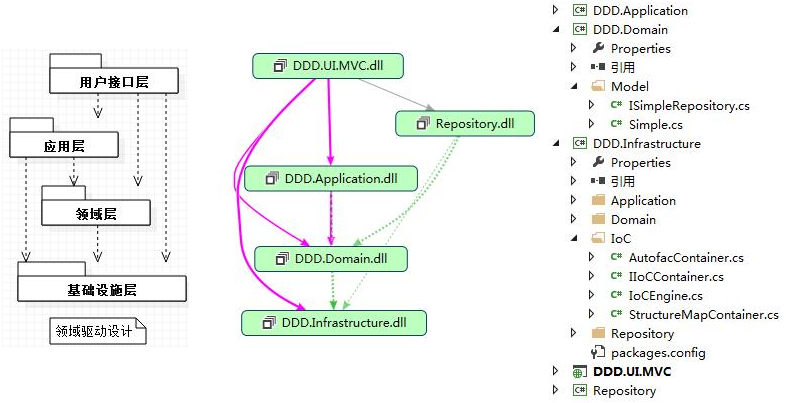 用户接口层
应用层
领域层
基础设施层
领域驱动设计
DDD.UI.MVC.dll
Repository.dll
DDD.Application.dll
DDD.Domain.dll
DDD.Infrastructure.dll
C# DDD.Application
C# DDD.Domain
Properties
引用
Model
C# ISimpleRepository.cs
C# Simple.cs
C# DDD.Infrastructure
Properties
引用
Application
Domain
IoC
C# AutofacContainer.cs
C# IIoCContainer.cs
C# IoCEngine.cs
C# StructureMapContainer.cs
Repository
packages.config
DDD.UI.MVC
C# Repository